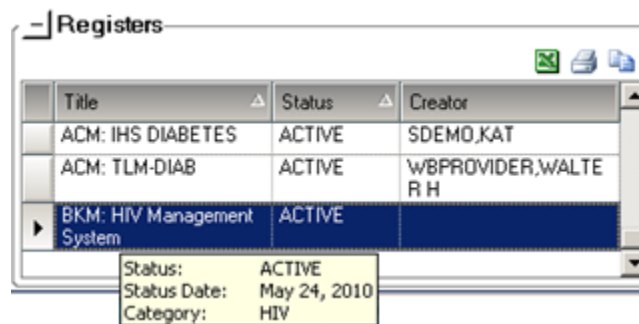 Registers
Title Status Creator
ACM: IHS DIABETES ACTIVE SDEMO,KAT
ACM: TLM-DIAB ACTIVE WBPROVIDER,WALTE
R H
BKM: HIV Management ACTIVE
System
Status: ACTIVE
Status Date: May 24, 2010
Category: HIV